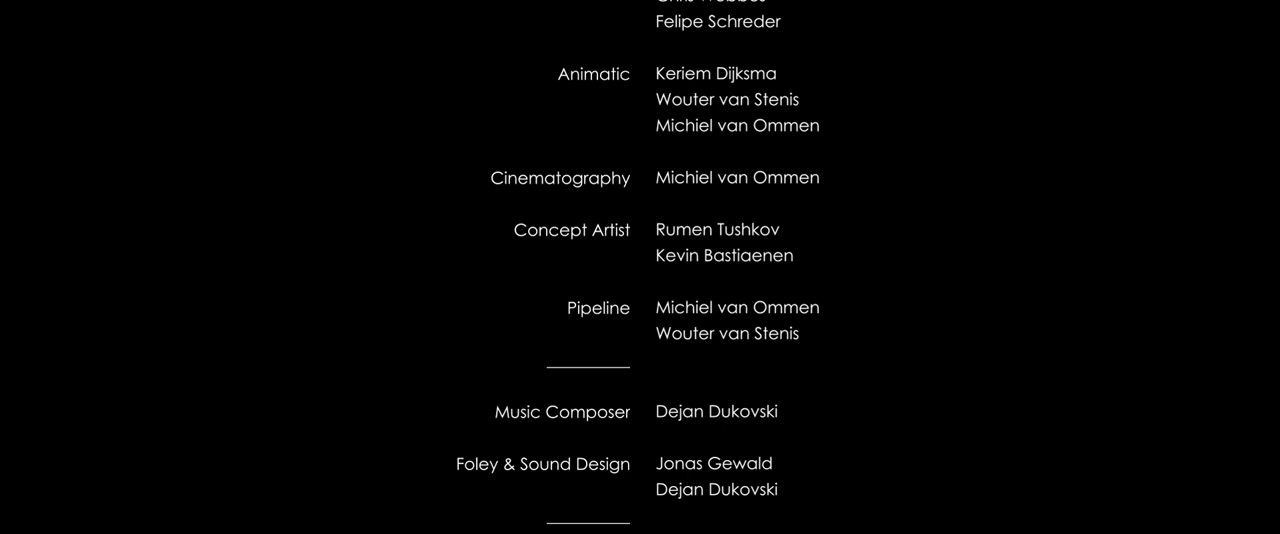 Felipe Schreder
Animatic Keriem Dijksma
Wouter van Stenis
Michiel van Ommen
Cinematography Michiel van Ommen
Concept Artist Rumen Tushkov
Kevin Bastiaenen
Pipeline Michiel van Ommen
Wouter van Stenis
Music Composer Dejan Dukovski
Foley & Sound Design Jonas Gewald
Dejan Dukovski